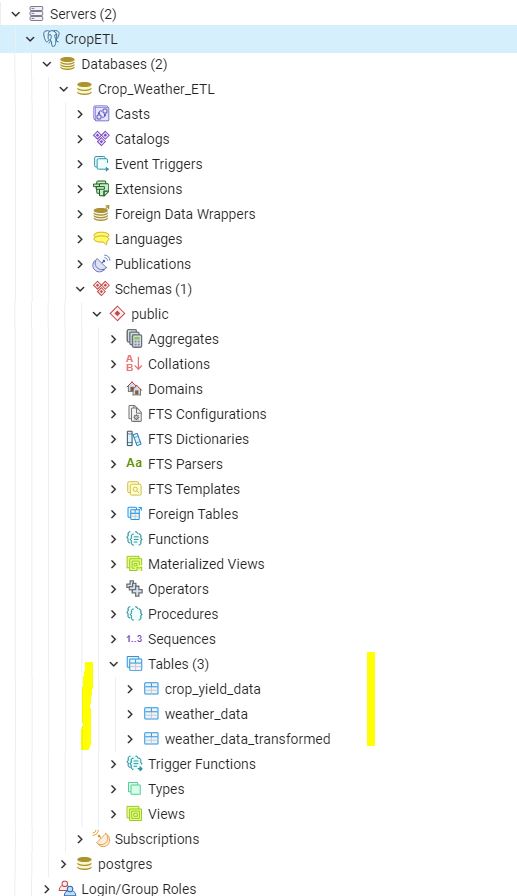 Servers (2)
CropETL
Databases (2)
Crop_Weather_ETL
Casts
Catalogs
Event Triggers
Extensions
Foreign Data Wrappers
Languages
Publications
Schemas (1)
public
Aggregates
Collations
Domains
FTS Configurations
FTS Dictionaries
Aa FTS Parsers
FTS Templates
Foreign Tables
Functions
Materialized Views
Operators
Procedures
1..3 Sequences
Tables (3)
crop_yield_data
weather_data
weather_data_transformed
Trigger Functions
Types
Views
Subscriptions
postgres
Login/Group Roles